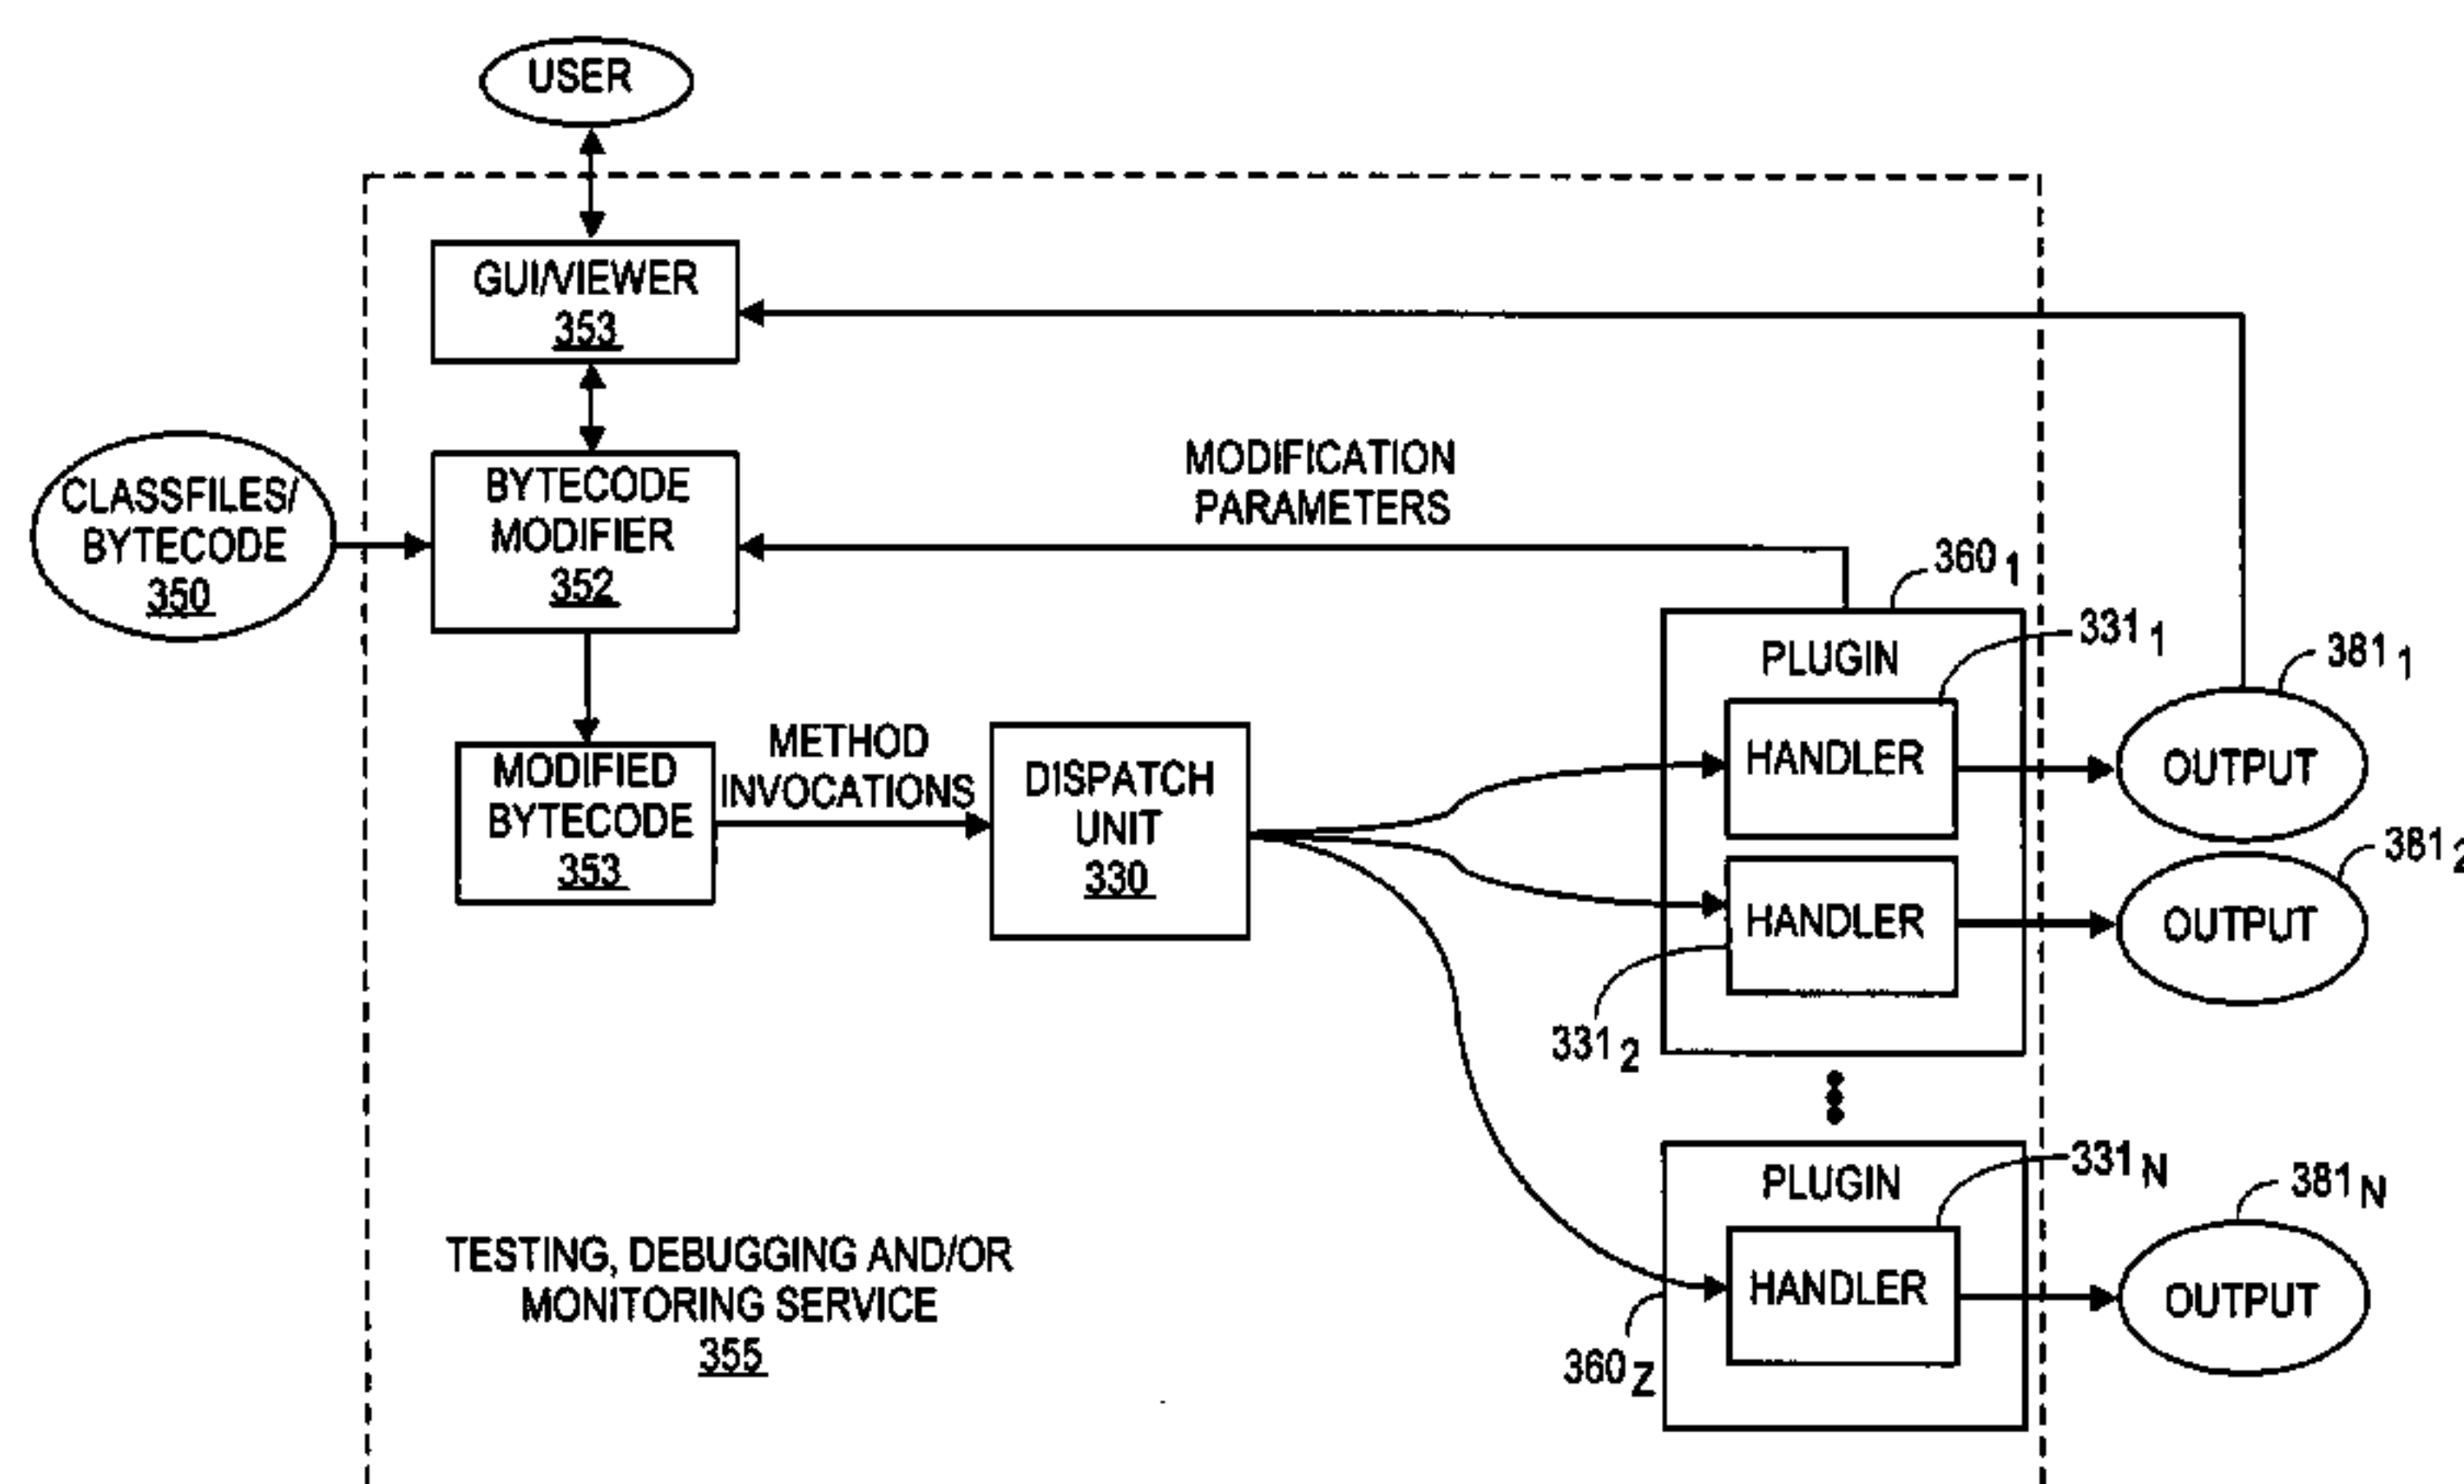 USER
GUI/VIEWER
353
CLASSFILES/
BYTECODE
350
BYTECODE
MODIFIER
352
MODIFICATION
PARAMETERS
360 1
PLUGIN
331 1
HANDLER
381 1
OUTPUT
MODIFIED
BYTECODE
353
METHOD
INVOCATIONS
DISPATCH
UNIT
330
HANDLER
331 2
381 2
OUTPUT
PLUGIN
331 N
HANDLER
360 Z
381 N
OUTPUT
TESTING, DEBUGGING AND/OR
MONITORING SERVICE
355